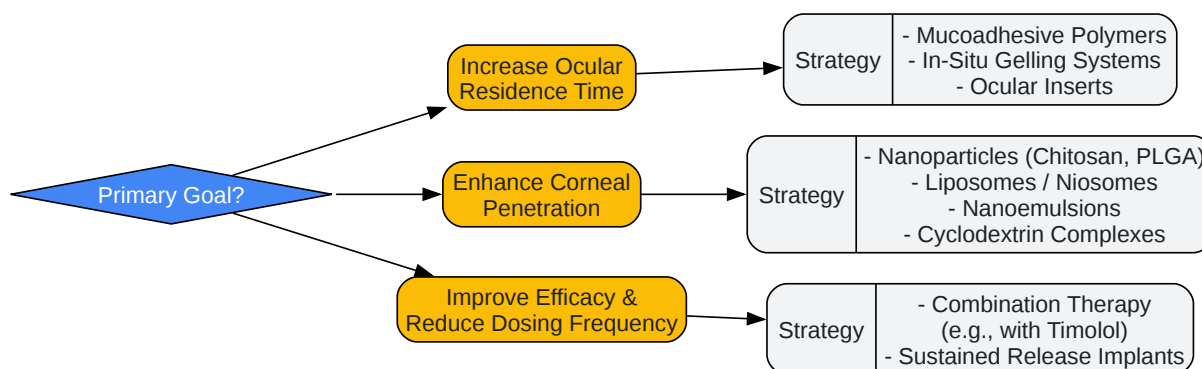 Primary Goal?
Increase Ocular
Residence Time
Strategy
- Mucoadhesive Polymers
- In-Situ Gelling Systems
- Ocular Inserts
Enhance Corneal
Penetration
Strategy
- Nanoparticles (Chitosan, PLGA)
- Liposomes / Niosomes
- Nanoemulsions
- Cyclodextrin Complexes
Improve Efficacy &
Reduce Dosing Frequency
Strategy
- Combination Therapy
(e.g., with Timolol)
- Sustained Release Implants